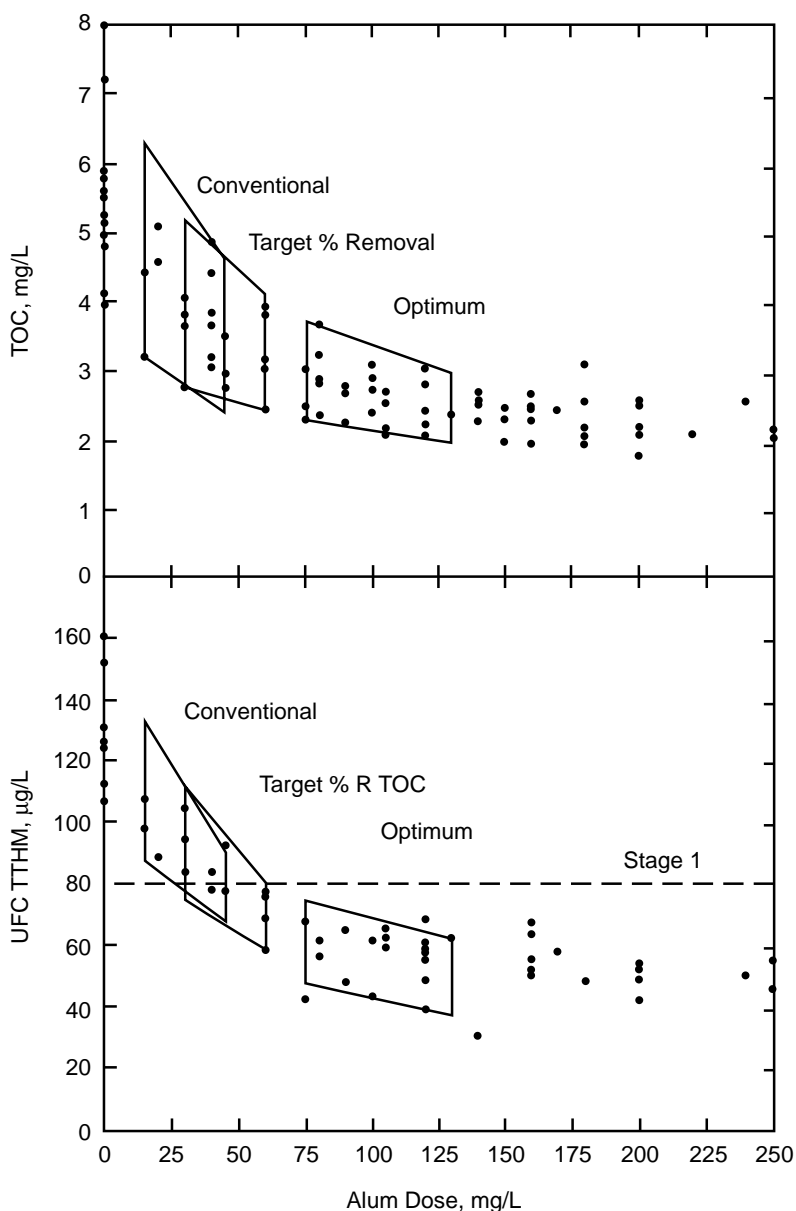 8
7
6
5
4
3
2
1
0
TOC, mg/L
Conventional
Target % Removal
Optimum
160
140
120
100
80
60
40
20
0
UFC TTHM, µg/L
Conventional
Target % R TOC
Optimum
Stage 1
0 25 50 75 100 125 150 175 200 225 250
Alum Dose, mg/L